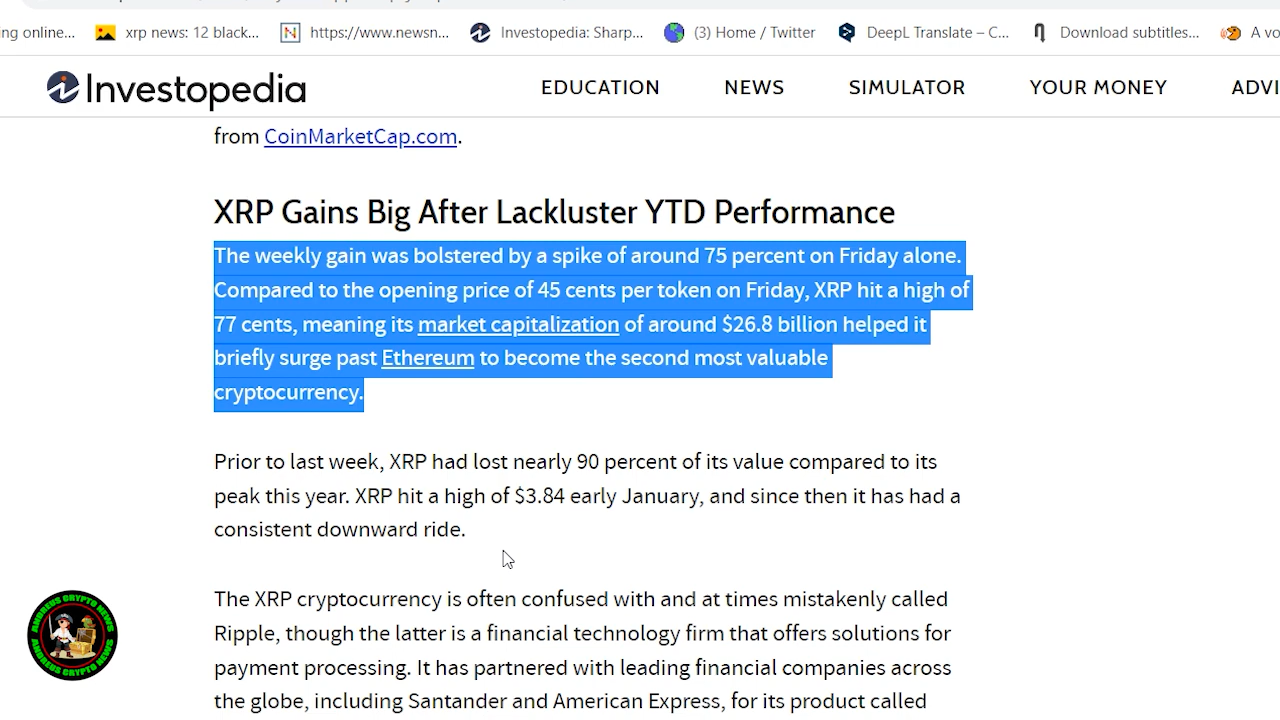 ing online...
xrp news: 12 black...
https://www.newsn...
Investopedia: Sharp...
(3) Home / Twitter
DeepL Translate – C...
Download subtitles...
A vo
Investopedia
EDUCATION
NEWS
SIMULATOR
YOUR MONEY
ADVI
from CoinMarketCap.com.
XRP Gains Big After Lackluster YTD Performance
The weekly gain was bolstered by a spike of around 75 percent on Friday alone.
Compared to the opening price of 45 cents per token on Friday, XRP hit a high of
77 cents, meaning its market capitalization of around $26.8 billion helped it
briefly surge past Ethereum to become the second most valuable
cryptocurrency.
Prior to last week, XRP had lost nearly 90 percent of its value compared to its
peak this year. XRP hit a high of $3.84 early January, and since then it has had a
consistent downward ride.
The XRP cryptocurrency is often confused with and at times mistakenly called
Ripple, though the latter is a financial technology firm that offers solutions for
payment processing. It has partnered with leading financial companies across
the globe, including Santander and American Express, for its product called
ANDREUS CRYPTO NEWS
ANDREUS CRYPTO NEWS